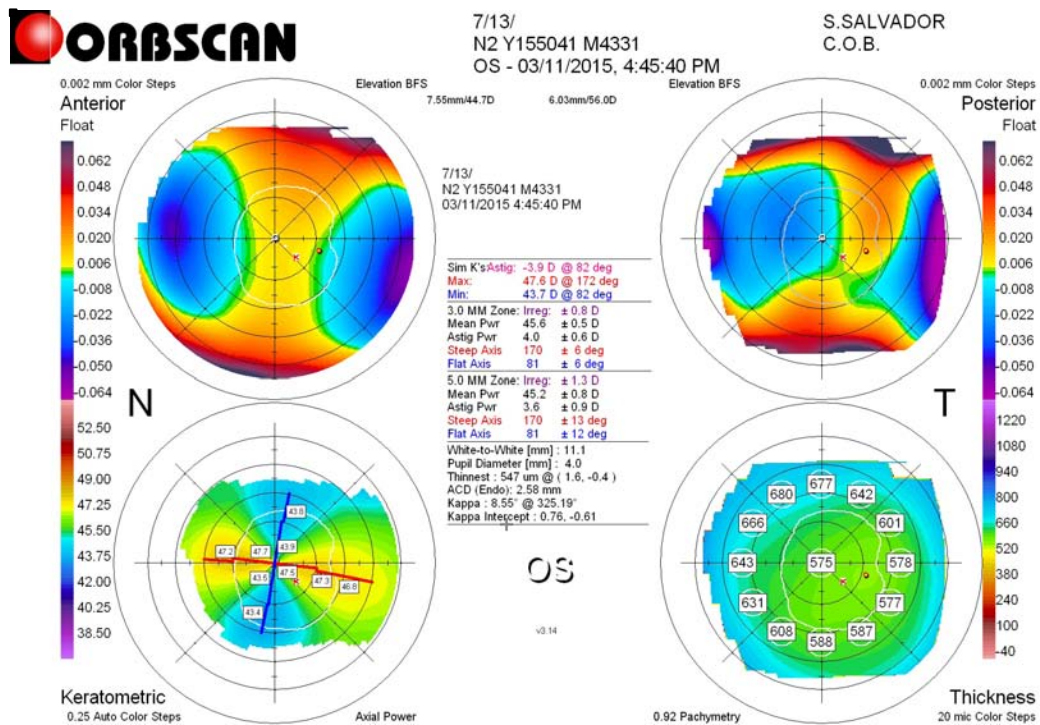 ORBSCAN
7/13/
N2 Y155041 M4331
OS - 03/11/2015, 4:45:40 PM
S.SALVADOR
C.O.B.
0.002 mm Color Steps
Elevation BFS
Elevation BFS
0.002 mm Color Steps
Anterior
Float
7.55mm/44.7D
6.03mm/56.0D
Posterior
Float
0.062
0.048
0.034
0.020
0.006
-0.008
-0.022
-0.036
-0.050
-0.064
52.50
50.75
49.00
47.25
45.50
43.75
42.00
40.25
38.50
7/13/
N2 Y155041 M4331
03/11/2015 4:45:40 PM
Sim K's:Astig: -3.9 D @ 82 deg
Max: 47.6 D @ 172 deg
Min: 43.7 D @ 82 deg
3.0 MM Zone: Irreg: ± 0.8 D
Mean Pwr 45.6 ± 0.5 D
Astig Pwr 4.0 ± 0.6 D
Steep Axis 170 ± 6 deg
Flat Axis 81 ± 6 deg
5.0 MM Zone: Irreg: ± 1.3 D
Mean Pwr 45.2 ± 0.8 D
Astig Pwr 3.6 ± 0.9 D
Steep Axis 170 ± 13 deg
Flat Axis 81 ± 12 deg
White-to-White [mm] : 11.1
Pupil Diameter [mm] : 4.0
Thinnest : 547 um @ ( 1.6, -0.4 )
ACD (Endo): 2.58 mm
Kappa : 8.55° @ 325.19°
Kappa Intercept : 0.76, -0.61
0.062
0.048
0.034
0.020
0.006
-0.008
-0.022
-0.036
-0.050
-0.064
1220
1080
940
800
660
520
380
240
100
-40
N
T
43.8
47.2
47.7
43.9
43.5
47.5
47.3
46.8
43.4
OS
v3.14
677
680
642
666
601
643
575
578
631
577
608
587
588
Keratometric
0.25 Auto Color Steps
Axial Power
0.92 Pachymetry
Thickness
20 mic Color Steps